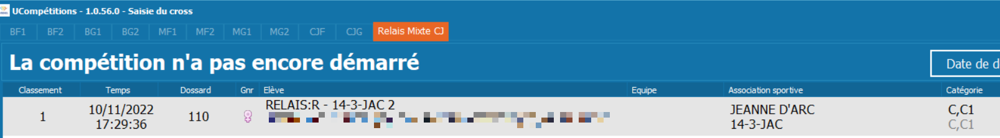 UCompétitions - 1.0.56.0 - Saisie du cross
BF1 BF2 BG1 BG2 MF1 MF2 MG1 MG2 CJF CJG Relais Mixte CJ
La compétition n'a pas encore démarré
Date de d
Classement Temps Dossard Gnr Elève Equipe Association sportive Catégorie
1 10/11/2022 17:29:36 110 RELAIS:R - 14-3-JAC 2 JEANNE D'ARC C,C1
14-3-JAC C,C1